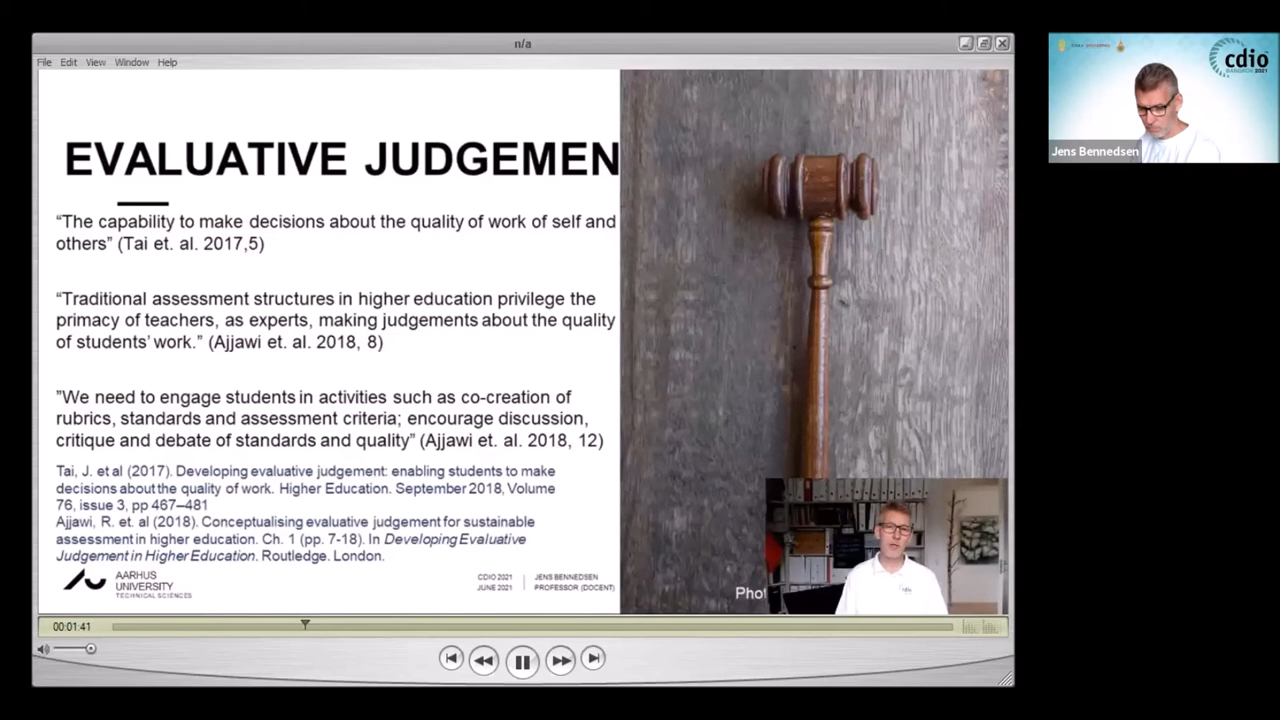 n/a
File Edit View Window Help
EVALUATIVE JUDGEMEN
“The capability to make decisions about the quality of work of self and
others” (Tai et. al. 2017,5)
“Traditional assessment structures in higher education privilege the
primacy of teachers, as experts, making judgements about the quality
of students’ work.” (Ajjawi et. al. 2018, 8)
”We need to engage students in activities such as co-creation of
rubrics, standards and assessment criteria; encourage discussion,
critique and debate of standards and quality” (Ajjawi et. al. 2018, 12)
Tai, J. et al (2017). Developing evaluative judgement: enabling students to make
decisions about the quality of work. Higher Education. September 2018, Volume
76, issue 3, pp 467–481
Ajjawi, R. et. al (2018). Conceptualising evaluative judgement for sustainable
assessment in higher education. Ch. 1 (pp. 7-18). In Developing Evaluative
Judgement in Higher Education. Routledge. London.
AARHUS
UNIVERSITY
TECHNICAL SCIENCES
CDIO 2021
JUNE 2021
JENS BENNEDSEN
PROFESSOR (DOCENT)
Phot
cdio
00:01:41
cdio
BANGKOK 2021
Jens Bennedsen